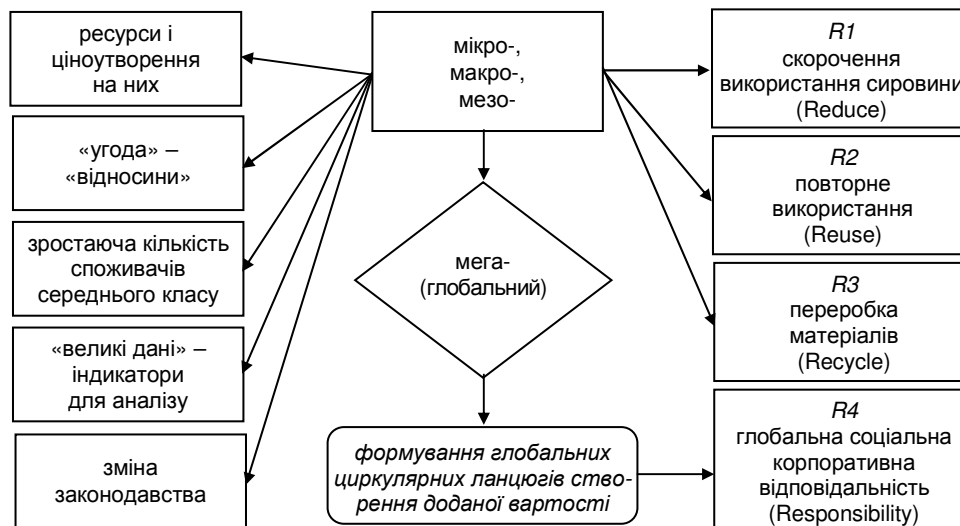 ресурси і
ціноутворення
на них
«угода» –
«відносини»
зростаюча кількість
споживачів
середнього класу
«великі дані» –
індикатори
для аналізу
зміна
законодавства
мікро-,
макро-,
мезо-
мега-
(глобальний)
формування глобальних
циркулярних ланцюгів ство-
рення доданої вартості
R1
скорочення
використання сировини
(Reduce)
R2
повторне
використання
(Reuse)
R3
переробка
матеріалів
(Recycle)
R4
глобальна соціальна
корпоративна
відповідальність
(Responsibility)